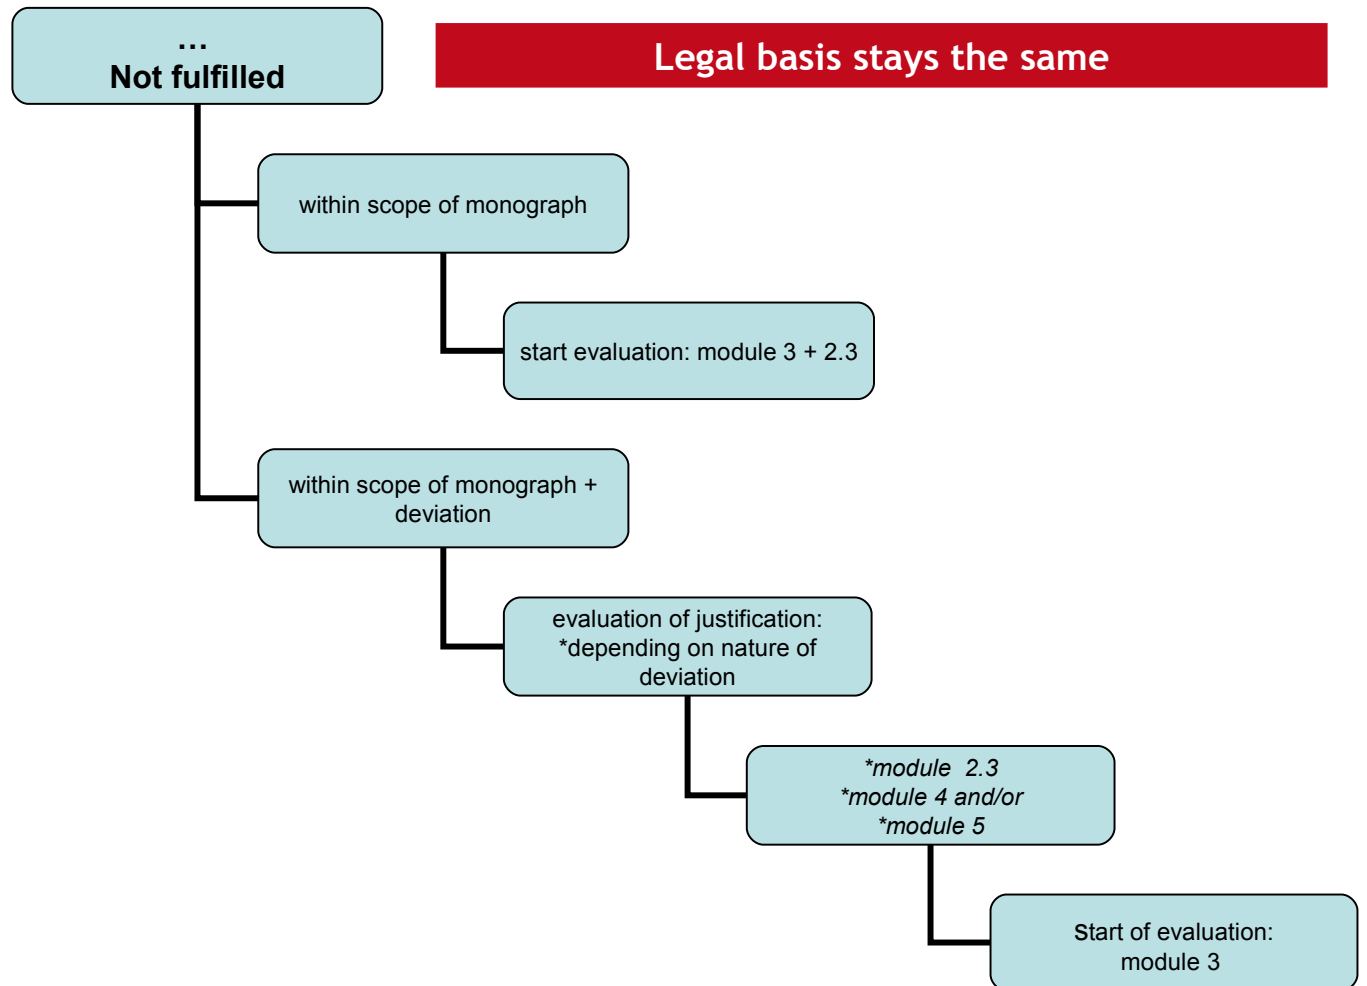 ...
Not fulfilled
Legal basis stays the same
within scope of monograph
start evaluation: module 3 + 2.3
within scope of monograph +
deviation
evaluation of justification:
*depending on nature of
deviation
*module  2.3
*module 4 and/or
*module 5
start of evaluation:
module 3